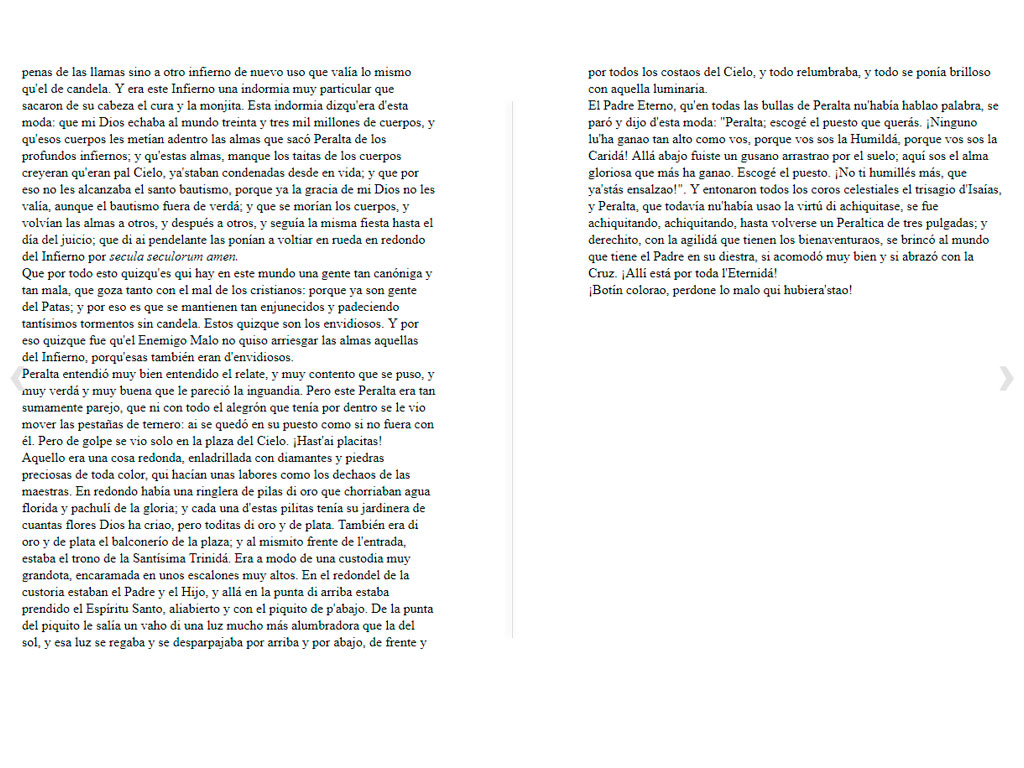 penas de las llamas sino a otro infierno de nuevo uso que valía lo mismo
qu'el de candela. Y era este Infierno una indormia muy particular que
sacaron de su cabeza el cura y la monjita. Esta indormia dizqu'era d'esta
moda: que mi Dios echaba al mundo treinta y tres mil millones de cuerpos, y
qu'esos cuerpos les metían adentro las almas que sacó Peralta de los
profundos infiernos; y qu'estas almas, manque los taitas de los cuerpos
creyeran qu'eran pal Cielo, ya'staban condenadas desde en vida; y que por
eso no les alcanzaba el santo bautismo, porque ya la gracia de mi Dios no les
valía, aunque el bautismo fuera de verdá; y que se morían los cuerpos, y
volvían las almas a otros, y después a otros, y seguía la misma fiesta hasta el
día del juicio; que di ai pendelante las ponían a voltiar en rueda en redondo
del Infierno por secula seculorum amen.
Que por todo esto quizqu'es qui hay en este mundo una gente tan canóniga y
tan mala, que goza tanto con el mal de los cristianos: porque ya son gente
del Patas; y por eso es que se mantienen tan enjunecidos y padeciendo
tantísimos tormentos sin candela. Estos quizque son los envidiosos. Y por
eso quizque fue qu'el Enemigo Malo no quiso arriesgar las almas aquellas
del Infierno, porqu'esas también eran d'envidiosos.
Peralta entendió muy bien entendido el relate, y muy contento que se puso, y
muy verdá y muy buena que le pareció la inguandia. Pero este Peralta era tan
sumamente parejo, que ni con todo el alegrón que tenía por dentro se le vio
mover las pestañas de ternero: ai se quedó en su puesto como si no fuera con
él. Pero de golpe se vio solo en la plaza del Cielo. ¡Hast'ai placitas!
Aquello era una cosa redonda, enladrillada con diamantes y piedras
preciosas de toda color, qui hacían unas labores como los dechaos de las
maestras. En redondo había una ringlera de pilas di oro que chorriaban agua
florida y pachulí de la gloria; y cada una d'estas pilitas tenía su jardinera de
cuantas flores Dios ha criao, pero toditas di oro y de plata. También era di
oro y de plata el balconerío de la plaza; y al mismito frente de l'entrada,
estaba el trono de la Santísima Trinidá. Era a modo de una custodia muy
grandota, encaramada en unos escalones muy altos. En el redondel de la
custoria estaban el Padre y el Hijo, y allá en la punta di arriba estaba
prendido el Espíritu Santo, aliabierto y con el piquito de p'abajo. De la punta
del piquito le salía un vaho di una luz mucho más alumbradora que la del
sol, y esa luz se regaba y se desparpajaba por arriba y por abajo, de frente y
por todos los costaos del Cielo, y todo relumbraba, y todo se ponía brilloso
con aquella luminaria.
El Padre Eterno, qu'en todas las bullas de Peralta nu'había hablao palabra, se
paró y dijo d'esta moda: "Peralta; escogé el puesto que querás. ¡Ninguno
lu'ha ganao tan alto como vos, porque vos sos la Humildá, porque vos sos la
Caridá! Allá abajo fuiste un gusano arrastrao por el suelo; aquí sos el alma
gloriosa que más ha ganao. Escogé el puesto. ¡No ti humillés más, que
ya'stás ensalzao!". Y entonaron todos los coros celestiales el trisagio d'Isaías,
y Peralta, que todavía nu'había usao la virtú di achiquitase, se fue
achiquitando, achiquitando, hasta volverse un Peraltica de tres pulgadas; y
derechito, con la agilidá que tienen los bienaventuraos, se brincó al mundo
que tiene el Padre en su diestra, si acomodó muy bien y si abrazó con la
Cruz. ¡Allí está por toda l'Eternidá!
¡Botín colorao, perdone lo malo qui hubiera'stao!